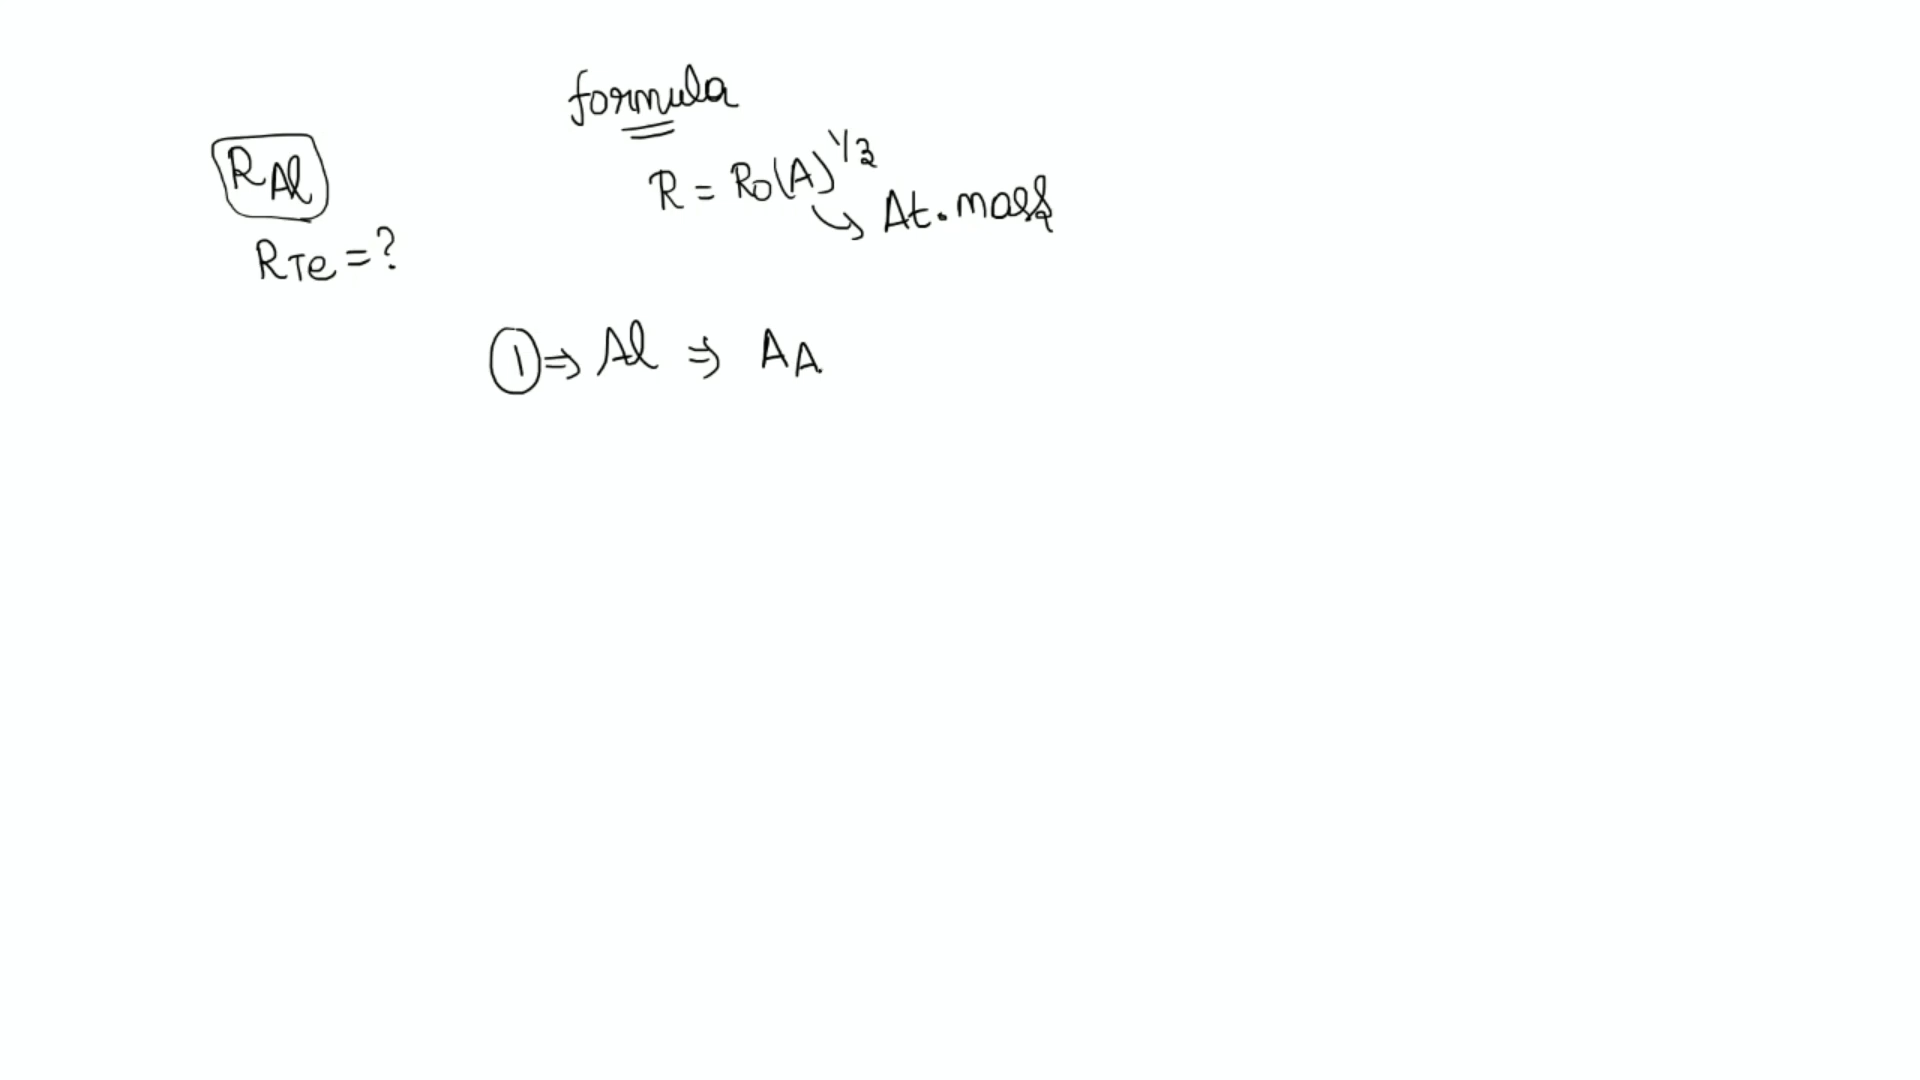 formula
R_Al
R = R₀(A)^1/3
↳ At. mass
R_Te = ?
① ⇒ Al ⇒ A_A